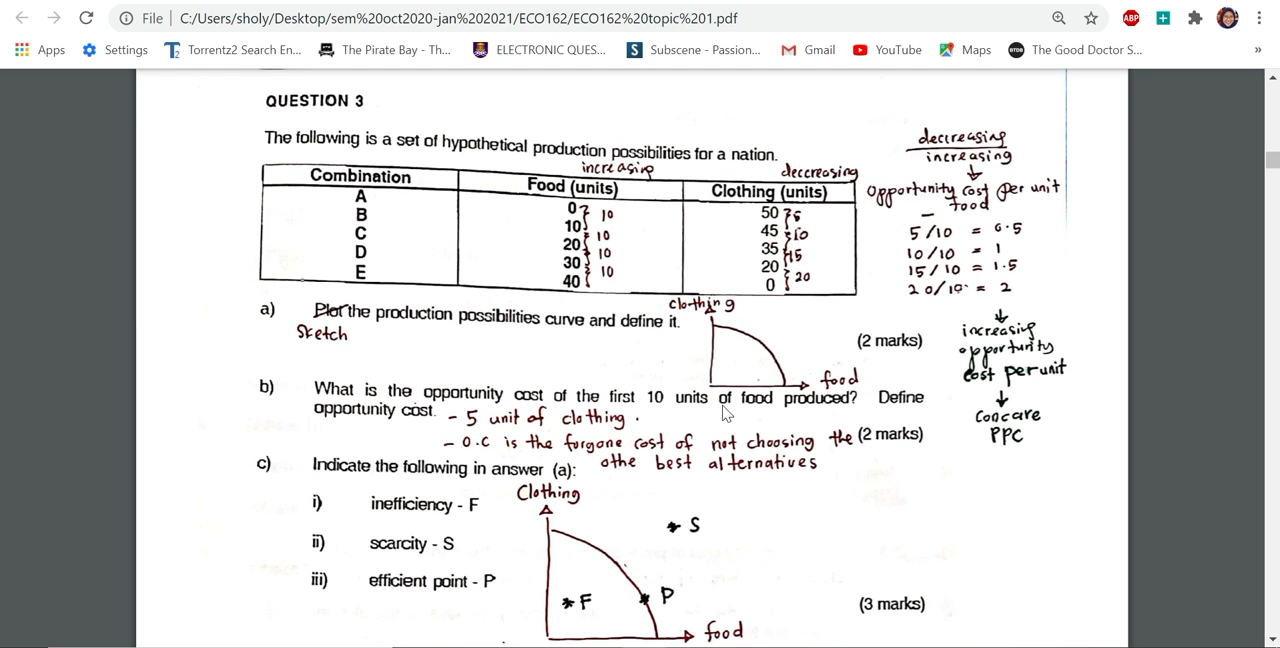 File | C:/Users/sholy/Desktop/sem%20oct2020-jan%202021/ECO162/ECO162%20topic%201.pdf
ABP
Apps Settings Torrentz2 Search En... The Pirate Bay - Th... ELECTRONIC QUES... S Subscene - Passion... Gmail YouTube Maps The Good Doctor S... »
QUESTION 3
The following is a set of hypothetical production possibilities for a nation.
increasing deccreasing
Combination Food (units) Clothing (units)
A 0 50
B 10 45
C 20 35
D 30 20
E 40 0
10 5
10 10
10 15
10 20
decreasing
increasing
opportunity cost per unit
food
5/10 = 0.5
10/10 = 1
15/10 = 1.5
20/10 = 2
increasing
opportunity
cost per unit
concave
PPC
a) Plot the production possibilities curve and define it.
Sketch
(2 marks)
clothing
food
b) What is the opportunity cost of the first 10 units of food produced? Define
opportunity cost. - 5 unit of clothing.
- O.C is the forgone cost of not choosing the (2 marks)
othe best alternatives
c) Indicate the following in answer (a):
i) inefficiency - F
ii) scarcity - S
iii) efficient point - P
(3 marks)
Clothing
S
F
P
food